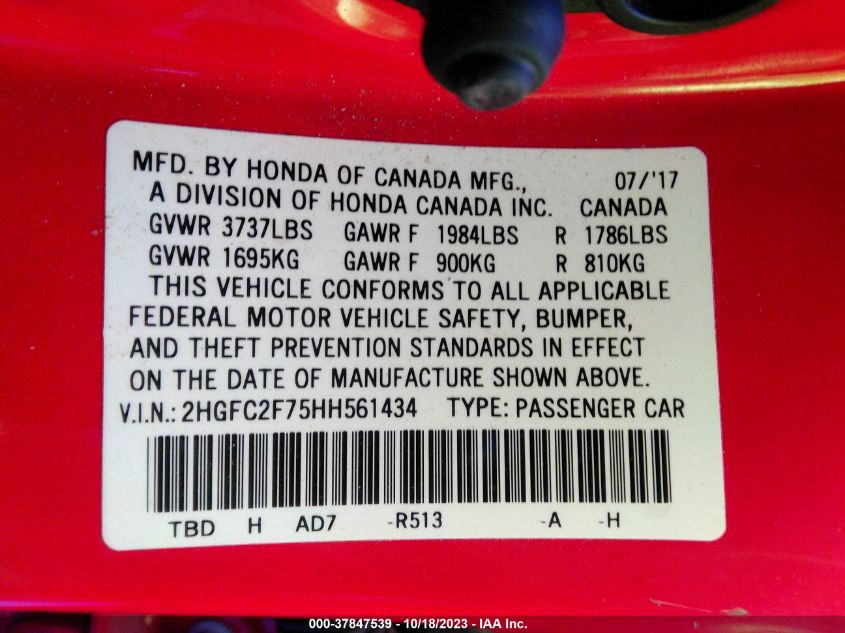 MFD. BY HONDA OF CANADA MFG., 07/'17
A DIVISION OF HONDA CANADA INC. CANADA
GVWR 3737LBS GAWR F 1984LBS R 1786LBS
GVWR 1695KG GAWR F 900KG R 810KG
THIS VEHICLE CONFORMS TO ALL APPLICABLE
FEDERAL MOTOR VEHICLE SAFETY, BUMPER,
AND THEFT PREVENTION STANDARDS IN EFFECT
ON THE DATE OF MANUFACTURE SHOWN ABOVE.
V.I.N.: 2HGFC2F75HH561434 TYPE: PASSENGER CAR
TBD H AD7 -R513 -A -H
000-37847539 - 10/18/2023 - IAA Inc.